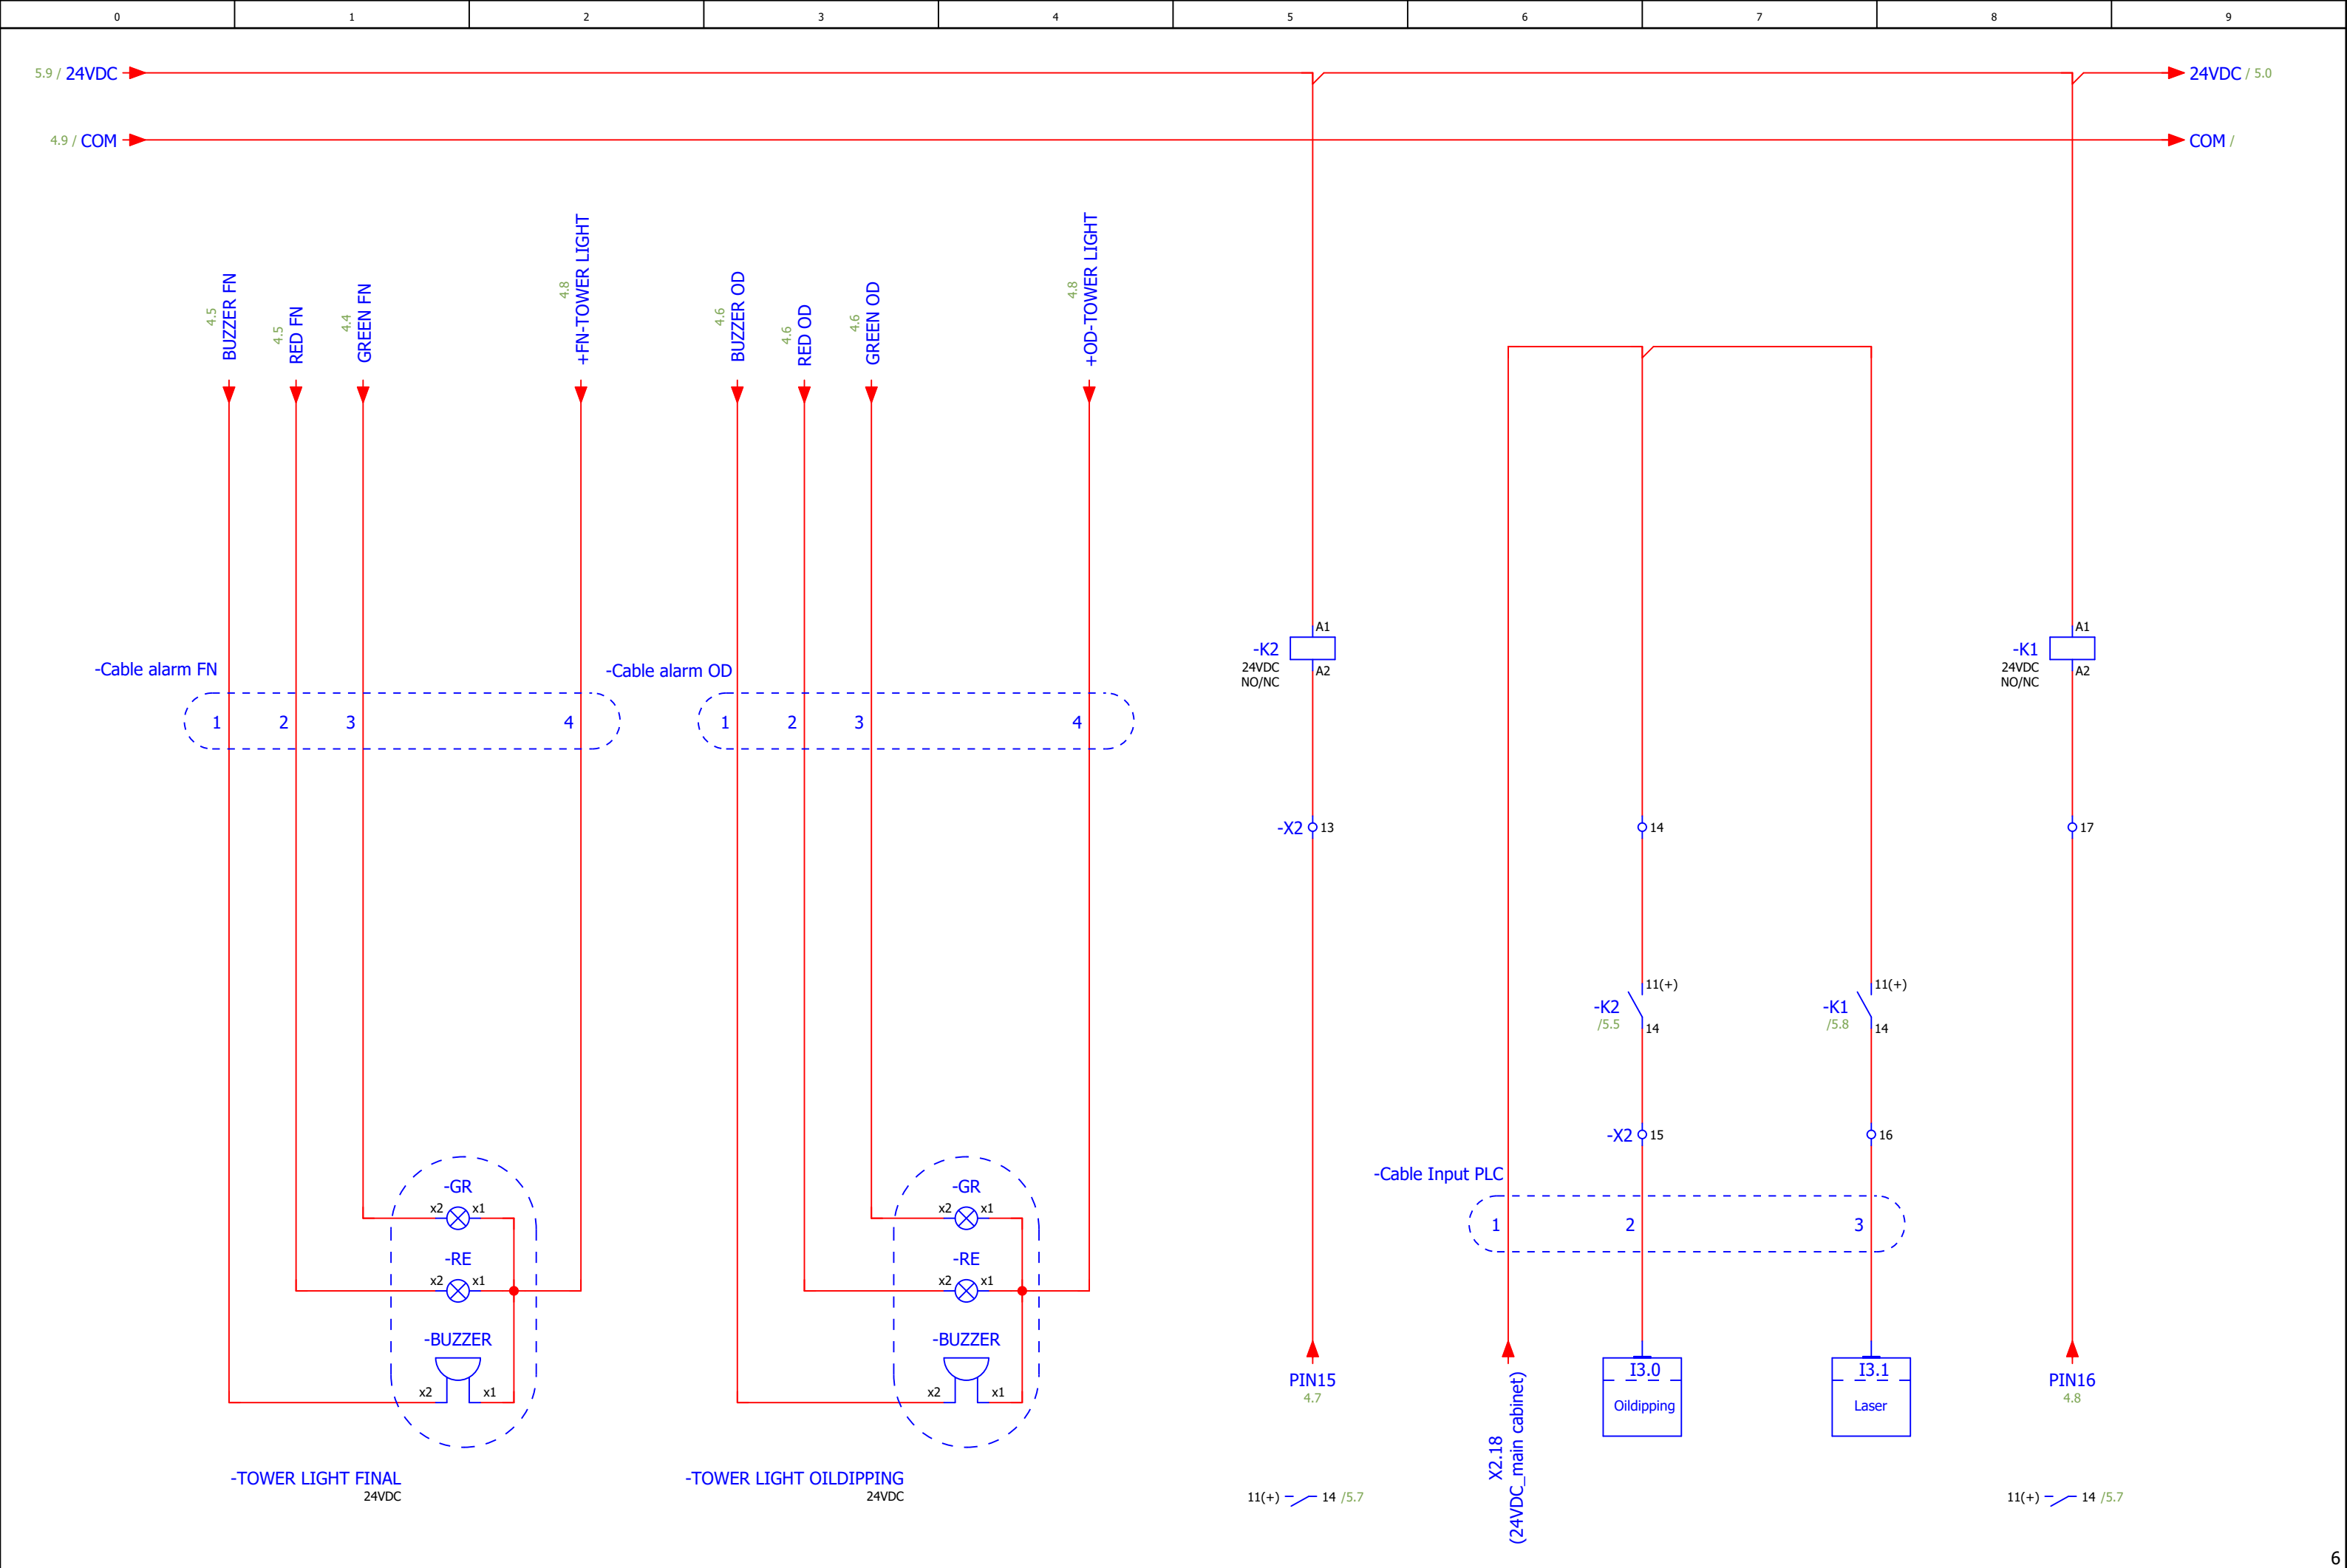 0 1 2 3 4 5 6 7 8 9
5.9 / 24VDC 24VDC / 5.0
4.9 / COM COM /
4.5 BUZZER FN
4.5 RED FN
4.4 GREEN FN
4.8 +FN-TOWER LIGHT
4.6 BUZZER OD
4.6 RED OD
4.6 GREEN OD
4.8 +OD-TOWER LIGHT
-Cable alarm FN
1 2 3 4
-Cable alarm OD
1 2 3 4
A1
-K2
24VDC
NO/NC
A2
A1
-K1
24VDC
NO/NC
A2
-X2 13
14
17
11(+)
-K2
/5.5
14
11(+)
-K1
/5.8
14
-X2 15
16
-Cable Input PLC
1 2 3
-GR
x2 x1
-RE
x2 x1
-BUZZER
x2 x1
-TOWER LIGHT FINAL
24VDC
-GR
x2 x1
-RE
x2 x1
-BUZZER
x2 x1
-TOWER LIGHT OILDIPPING
24VDC
PIN15
4.7
X2.18
(24VDC_main cabinet)
I3.0
Oildipping
I3.1
Laser
PIN16
4.8
11(+) 14 /5.7
11(+) 14 /5.7
6